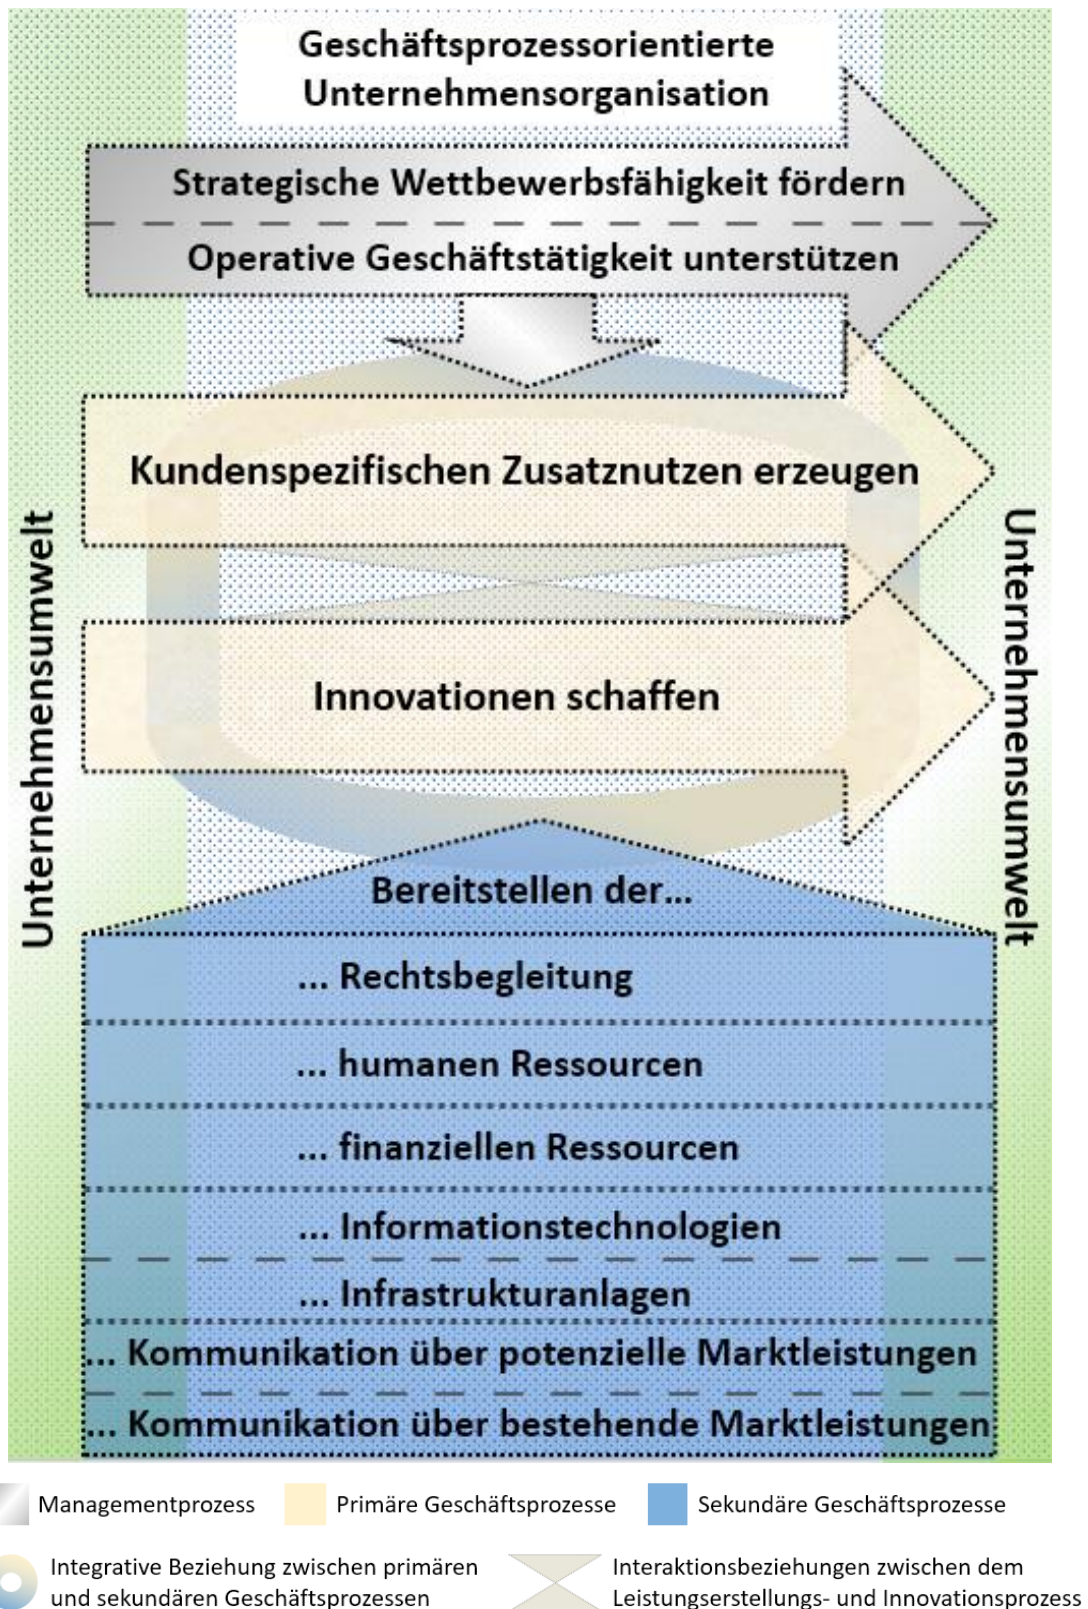 Geschäftsprozessorientierte
Unternehmensorganisation
Strategische Wettbewerbsfähigkeit fördern
Operative Geschäftstätigkeit unterstützen
Kundenspezifischen Zusatznutzen erzeugen
Unternehmensumwelt
Unternehmensumwelt
Innovationen schaffen
Bereitstellen der...
... Rechtsbegleitung
... humanen Ressourcen
... finanziellen Ressourcen
... Informationstechnologien
... Infrastrukturanlagen
... Kommunikation über potenzielle Marktleistungen
... Kommunikation über bestehende Marktleistungen
Managementprozess
Primäre Geschäftsprozesse
Sekundäre Geschäftsprozesse
Integrative Beziehung zwischen primären
und sekundären Geschäftsprozessen
Interaktionsbeziehungen zwischen dem
Leistungserstellungs- und Innovationsprozess